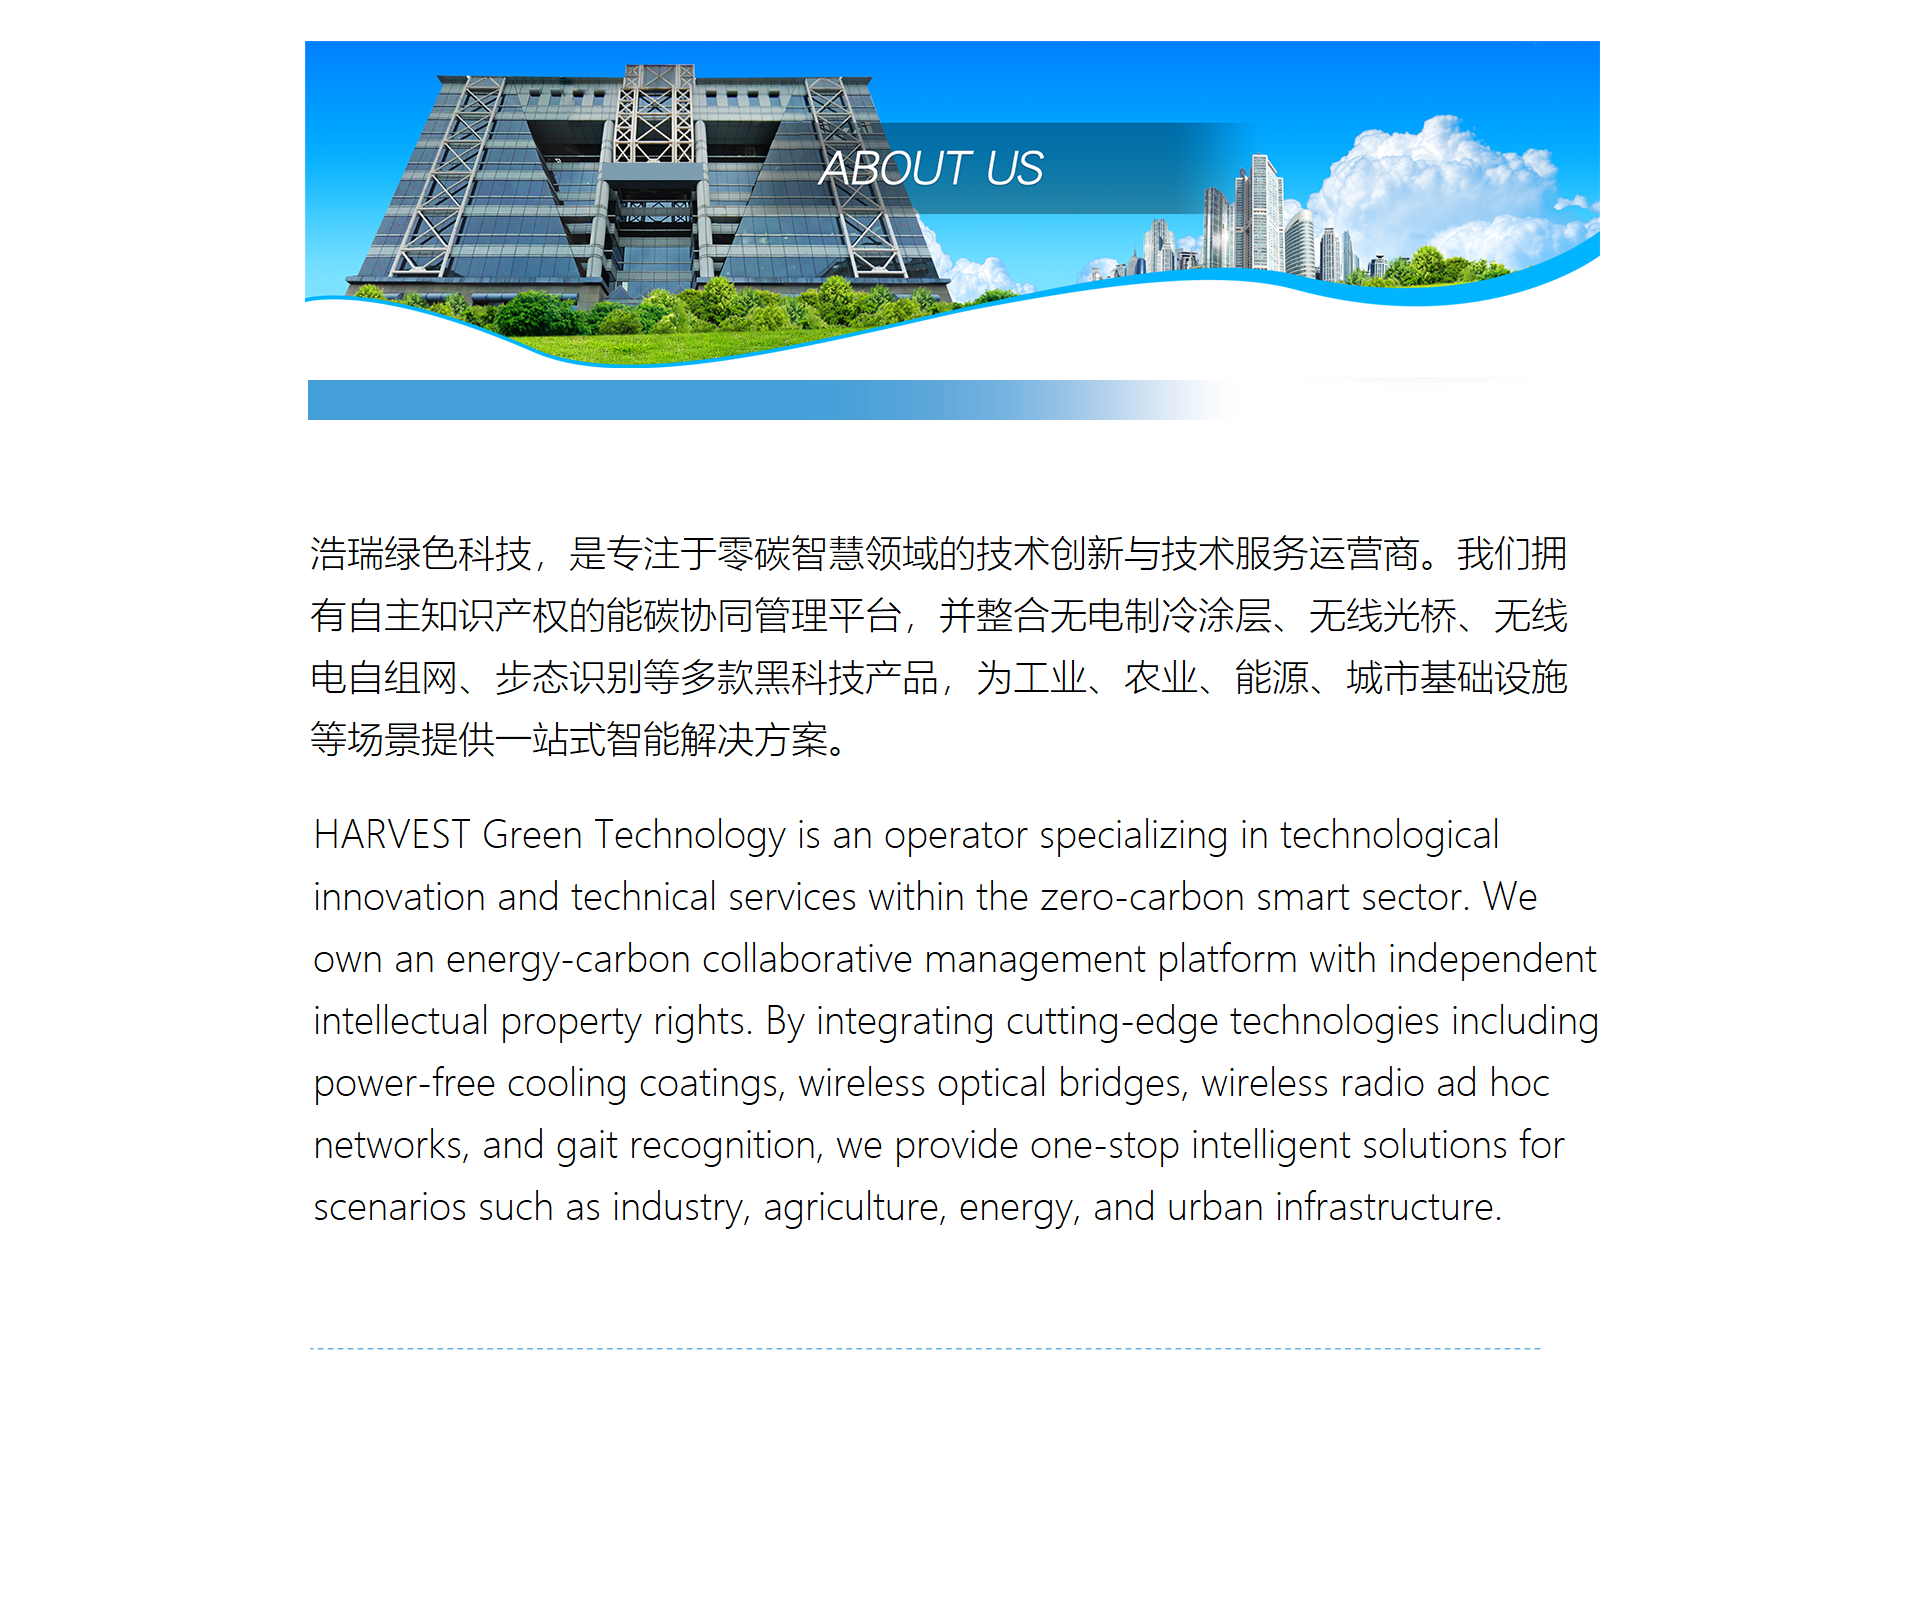 ABOUT US
浩瑞绿色科技，是专注于零碳智慧领域的技术创新与技术服务运营商。我们拥
有自主知识产权的能碳协同管理平台，并整合无电制冷涂层、无线光桥、无线
电自组网、步态识别等多款黑科技产品，为工业、农业、能源、城市基础设施
等场景提供一站式智能解决方案。
HARVEST Green Technology is an operator specializing in technological
innovation and technical services within the zero-carbon smart sector. We
own an energy-carbon collaborative management platform with independent
intellectual property rights. By integrating cutting-edge technologies including
power-free cooling coatings, wireless optical bridges, wireless radio ad hoc
networks, and gait recognition, we provide one-stop intelligent solutions for
scenarios such as industry, agriculture, energy, and urban infrastructure.